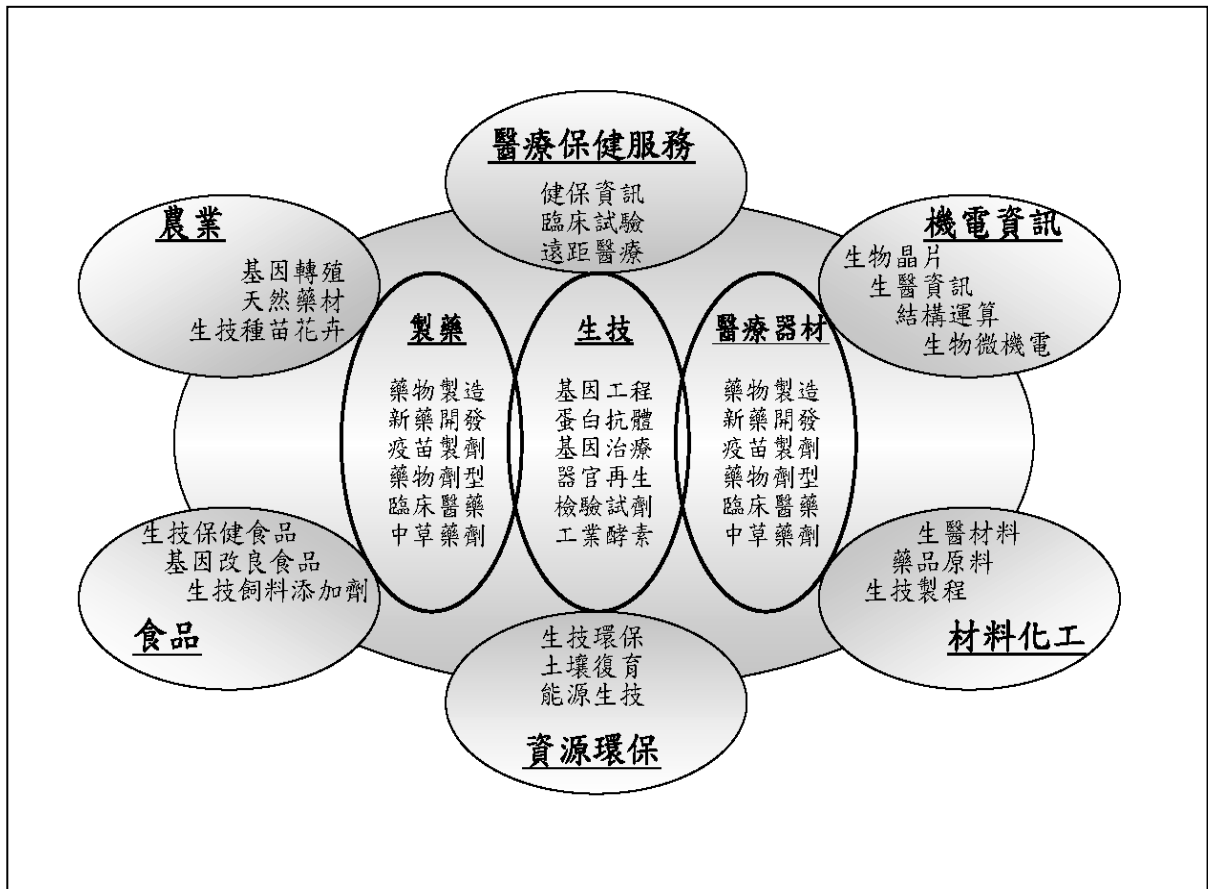 醫療保健服務
健保資訊
臨床試驗
遠距醫療
農業
基因轉殖
天然藥材
生技種苗花卉
機電資訊
生物晶片
生醫資訊
結構運算
生物微機電
製藥
藥物製造
新藥開發
疫苗製劑
藥物劑型
臨床醫藥
中草藥劑
生技
基因工程
蛋白抗體
基因治療
器官再生
檢驗試劑
工業酵素
醫療器材
藥物製造
新藥開發
疫苗製劑
藥物劑型
臨床醫藥
中草藥劑
生技保健食品
基因改良食品
生技飼料添加劑
食品
生技環保
土壤復育
能源生技
資源環保
生醫材料
藥品原料
生技製程
材料化工